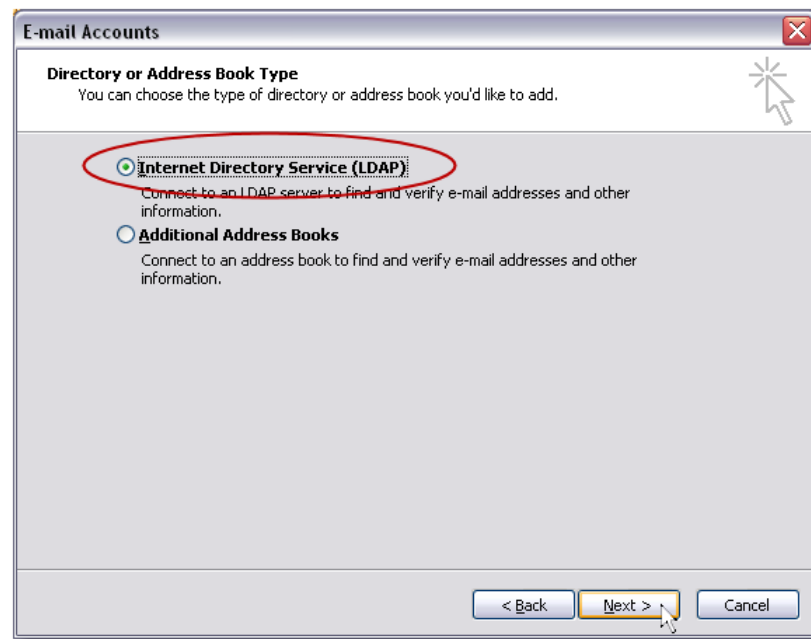 E-mail Accounts
Directory or Address Book Type
You can choose the type of directory or address book you'd like to add.
Internet Directory Service (LDAP)
Connect to an LDAP server to find and verify e-mail addresses and other
information.
Additional Address Books
Connect to an address book to find and verify e-mail addresses and other
information.
< Back Next > Cancel